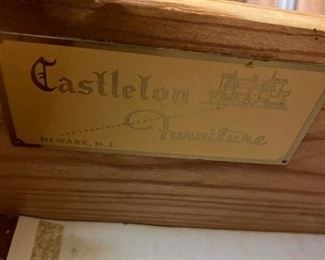 Castleton
Furniture
NEWARK, N. J.